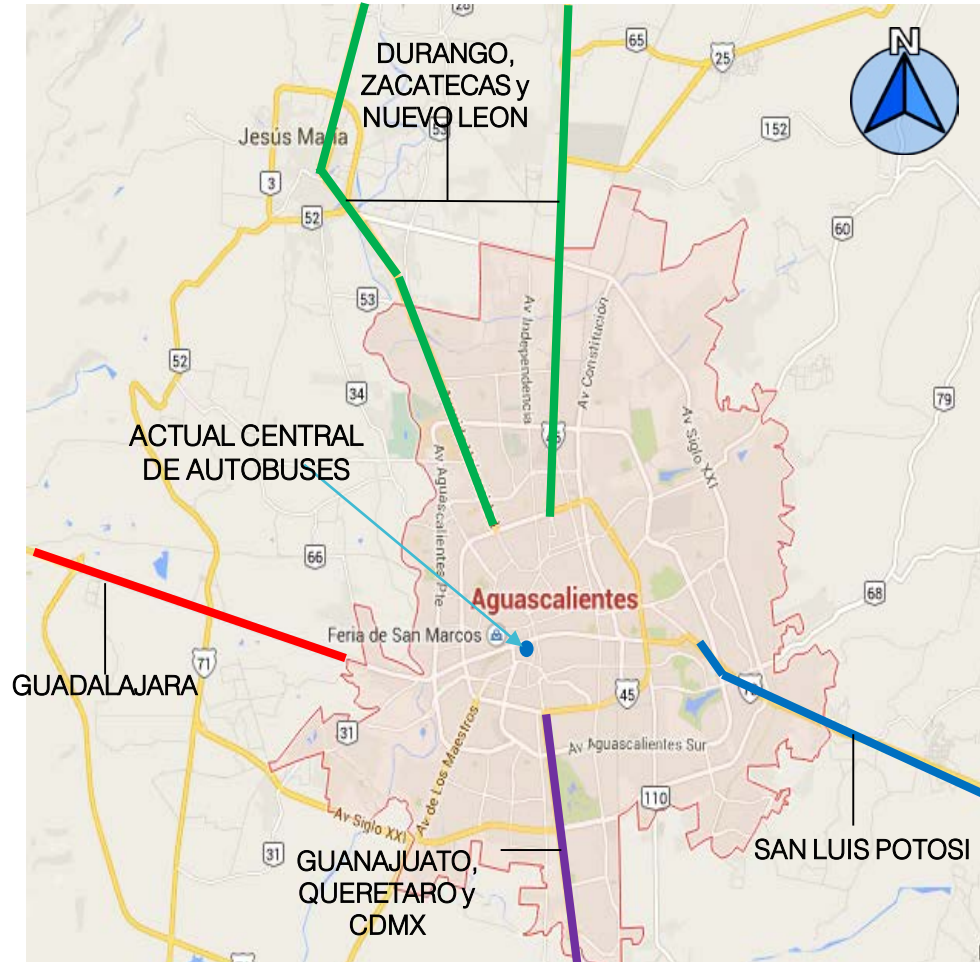 DURANGO,
ZACATECAS y
NUEVO LEON
N
65
25
53
152
Jesús María
3
52
60
53
Av Independencia
Av Constitución
52
34
79
Av Siglo XXI
Av Aguascalientes Pte
ACTUAL CENTRAL
DE AUTOBUSES
66
68
Aguascalientes
Feria de San Marcos
71
GUADALAJARA
45
31
Av de Los Maestros
Av Aguascalientes Sur
110
Av Siglo XXI
31
GUANAJUATO,
QUERETARO y
CDMX
SAN LUIS POTOSI